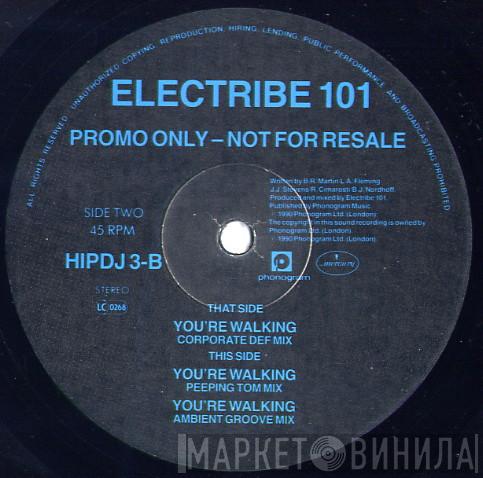 ALL RIGHTS RESERVED. UNAUTHORIZED COPYING, REPRODUCTION, HIRING, LENDING, PUBLIC PERFORMANCE AND BROADCASTING PROHIBITED
ELECTRIBE 101
PROMO ONLY – NOT FOR RESALE
SIDE TWO
45 RPM
HIPDJ 3-B
STEREO
LC 0268
Written by B.R. Martin L.A. Fleming
J.J. Stevens R. Cimarosti B.J. Nordhoff.
Produced and mixed by Electribe 101.
Published by Phonogram Music.
℗ 1990 Phonogram Ltd. (London)
The copyright in this sound recording is owned by
Phonogram Ltd. (London)
℗ 1990 Phonogram Ltd. (London)
phonogram
mercury
THAT SIDE
YOU'RE WALKING
CORPORATE DEF MIX
THIS SIDE
YOU'RE WALKING
PEEPING TOM MIX
YOU'RE WALKING
AMBIENT GROOVE MIX
МАРКЕТ ВИНИЛА